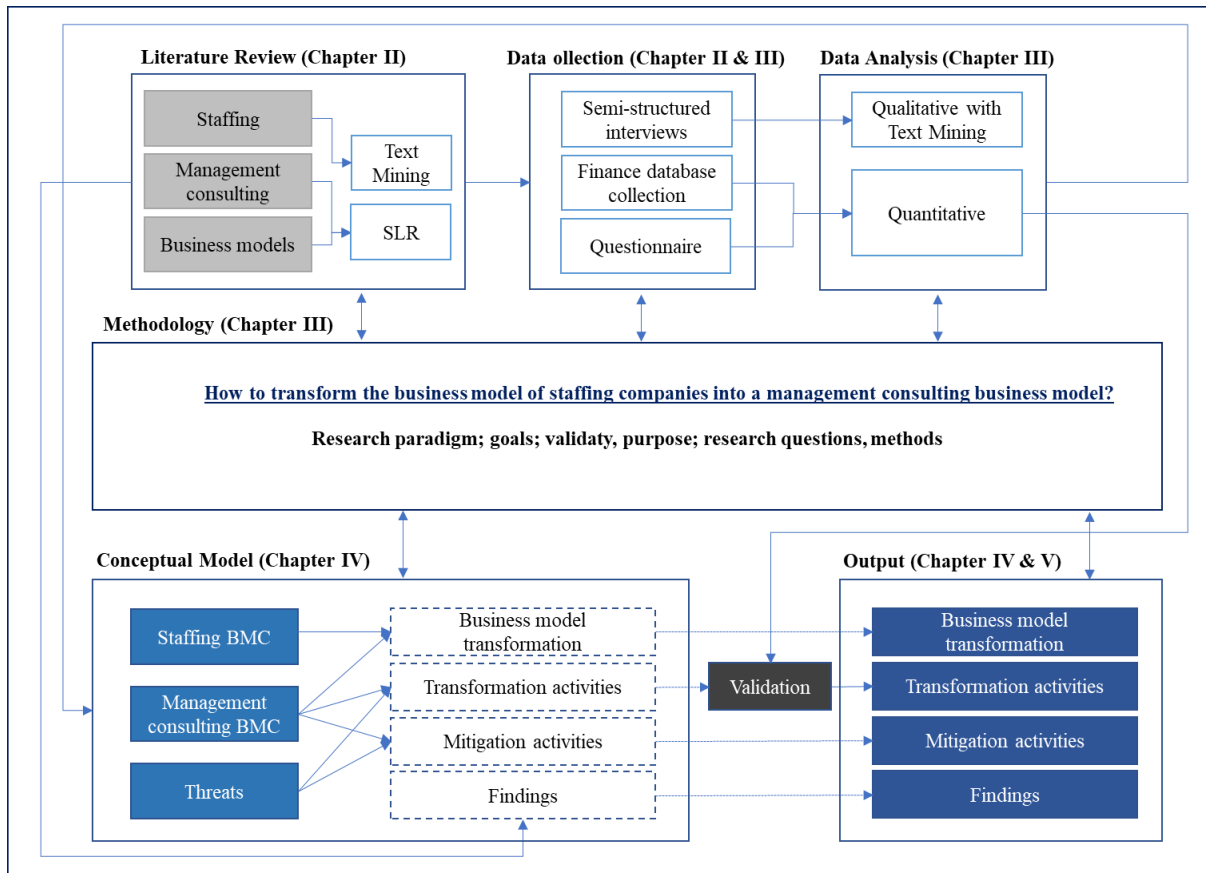 Literature Review (Chapter II)
Staffing
Management
consulting
Business models
Text
Mining
SLR
Data ollection (Chapter II & III)
Semi-structured
interviews
Finance database
collection
Questionnaire
Data Analysis (Chapter III)
Qualitative with
Text Mining
Quantitative
Methodology (Chapter III)
How to transform the business model of staffing companies into a management consulting business model?
Research paradigm; goals; validaty, purpose; research questions, methods
Conceptual Model (Chapter IV)
Staffing BMC
Management
consulting BMC
Threats
Business model
transformation
Transformation activities
Mitigation activities
Findings
Validation
Output (Chapter IV & V)
Business model
transformation
Transformation activities
Mitigation activities
Findings